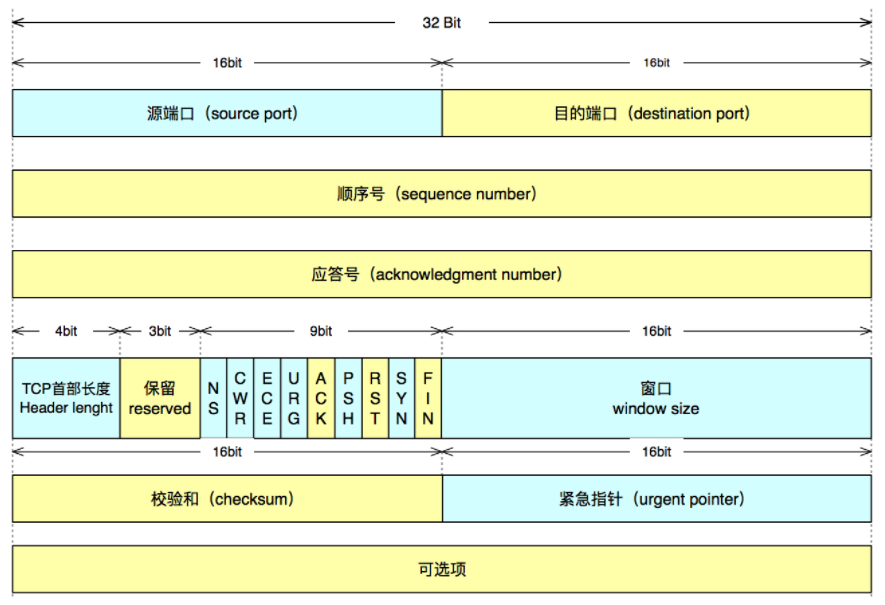 32 Bit
16bit 16bit
源端口（source port） 目的端口（destination port）
顺序号（sequence number）
应答号（acknowledgment number）
4bit 3bit 9bit 16bit
TCP首部长度 保留 NS CWR ECE URG ACK PSH RST SYN FIN 窗口
Header lenght reserved window size
16bit 16bit
校验和（checksum） 紧急指针（urgent pointer）
可选项